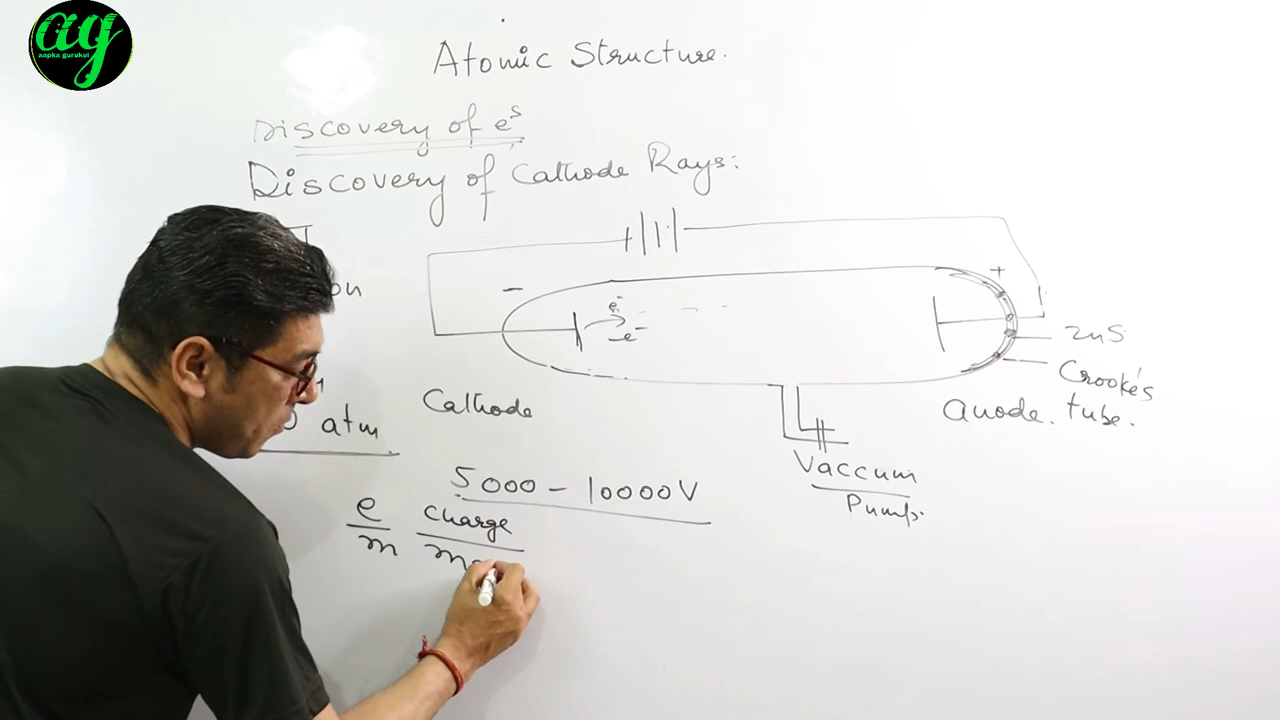 ag
aapka gurukul
Atomic Structure.
Discovery of e^s
Discovery of Cathode Rays:
+
-
e^-
e^-
ZnS
Crooke's
tube.
Cathode
Anode.
atm
Vaccum
Pump.
5000 - 10000V
e/m charge/m